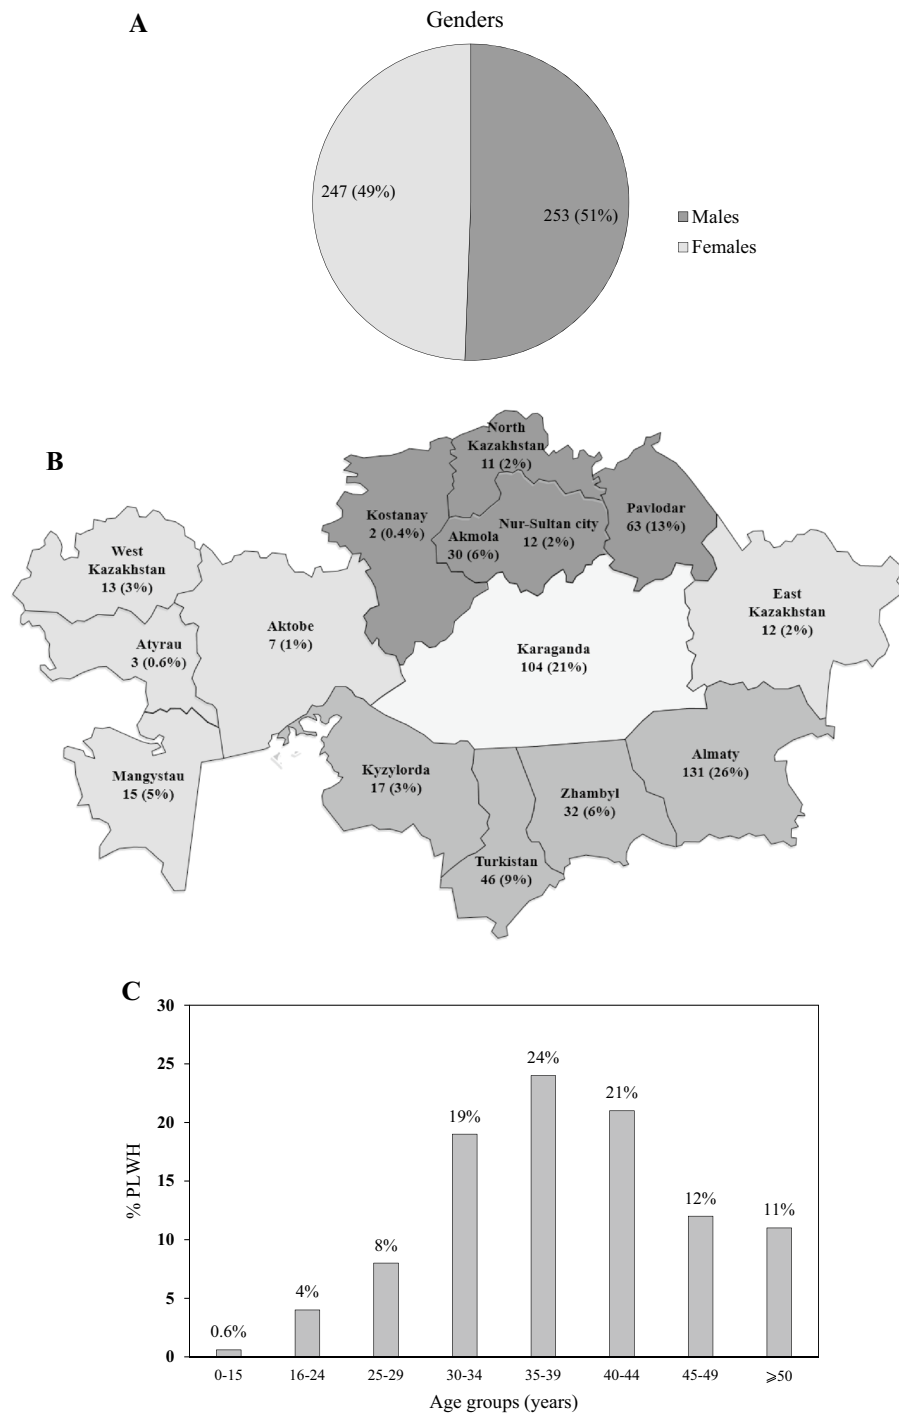 A
Genders
247 (49%)
253 (51%)
Males
Females
B
North
Kazakhstan
11 (2%)
Kostanay
2 (0.4%)
Akmola
30 (6%)
Nur-Sultan city
12 (2%)
Pavlodar
63 (13%)
West
Kazakhstan
13 (3%)
Aktobe
7 (1%)
Atyrau
3 (0.6%)
East
Kazakhstan
12 (2%)
Karaganda
104 (21%)
Mangystau
15 (5%)
Kyzylorda
17 (3%)
Zhambyl
32 (6%)
Almaty
131 (26%)
Turkistan
46 (9%)
C
30
25
20
15
10
5
0
% PLWH
0.6%
4%
8%
19%
24%
21%
12%
11%
0-15 16-24 25-29 30-34 35-39 40-44 45-49 ⩾50
Age groups (years)